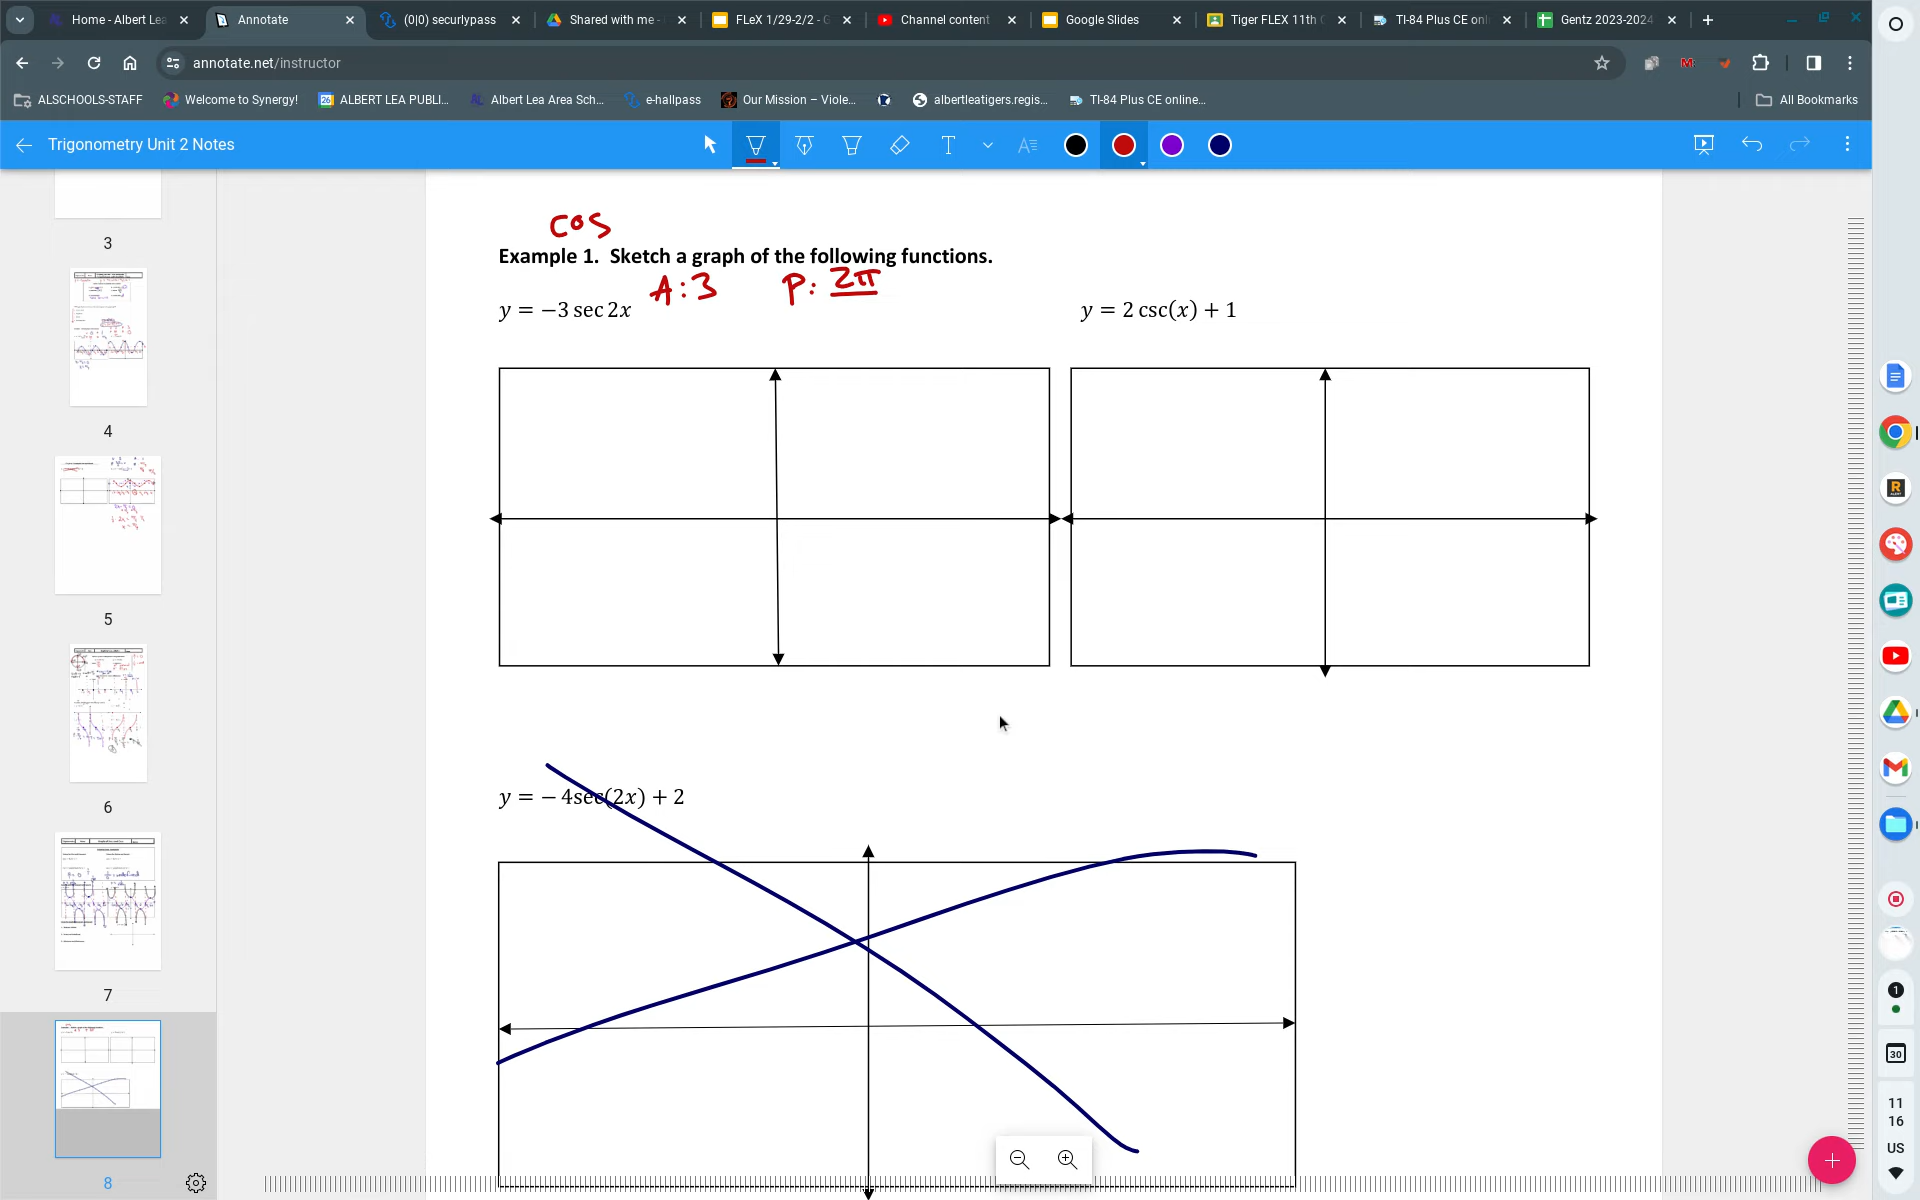 Home - Albert Lea
Annotate
(0|0) securlypass
Shared with me -
FLeX 1/29-2/2 - G
Channel content
Google Slides
Tiger FLEX 11th
TI-84 Plus CE onl
Gentz 2023-2024
annotate.net/instructor
ALSCHOOLS-STAFF
Welcome to Synergy!
ALBERT LEA PUBLI...
Albert Lea Area Sch...
e-hallpass
Our Mission – Viole...
albertleatigers.regis...
TI-84 Plus CE online...
All Bookmarks
Trigonometry Unit 2 Notes
3
4
5
6
7
8
cos
Example 1. Sketch a graph of the following functions.
A: 3 P: 2π
y = −3 sec 2x
y = 2 csc(x) + 1
y = − 4sec(2x) + 2
1
30
11
16
US